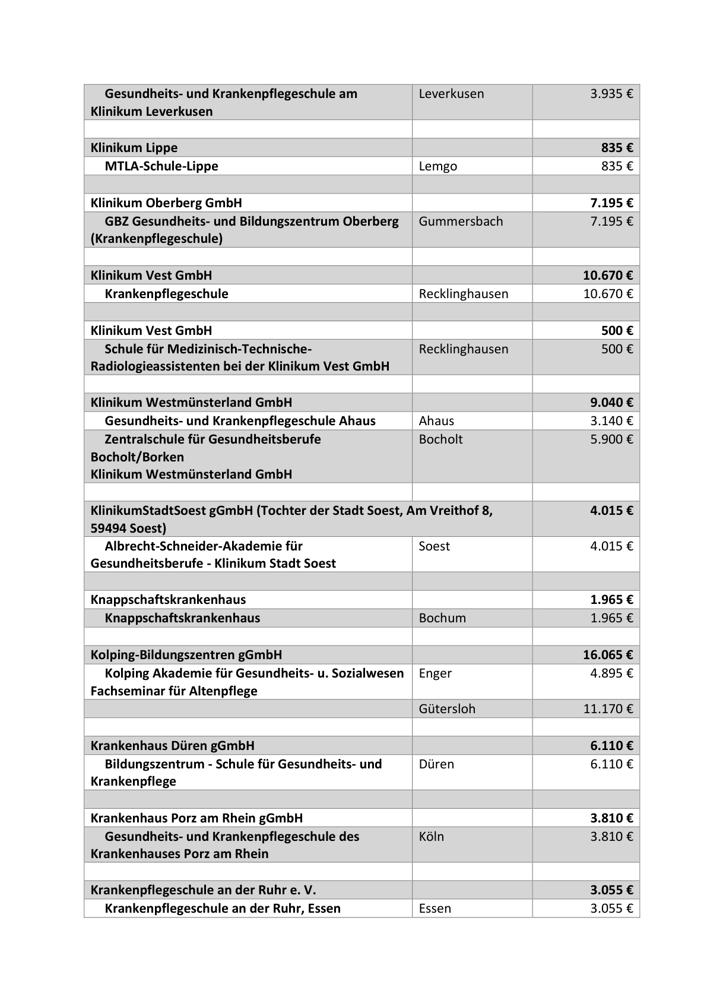 Gesundheits- und Krankenpflegeschule am Leverkusen 3.935 €
Klinikum Leverkusen
Klinikum Lippe 835 €
MTLA-Schule-Lippe Lemgo 835 €
Klinikum Oberberg GmbH 7.195 €
GBZ Gesundheits- und Bildungszentrum Oberberg Gummersbach 7.195 €
(Krankenpflegeschule)
Klinikum Vest GmbH 10.670 €
Krankenpflegeschule Recklinghausen 10.670 €
Klinikum Vest GmbH 500 €
Schule für Medizinisch-Technische- Recklinghausen 500 €
Radiologieassistenten bei der Klinikum Vest GmbH
Klinikum Westmünsterland GmbH 9.040 €
Gesundheits- und Krankenpflegeschule Ahaus Ahaus 3.140 €
Zentralschule für Gesundheitsberufe Bocholt 5.900 €
Bocholt/Borken
Klinikum Westmünsterland GmbH
KlinikumStadtSoest gGmbH (Tochter der Stadt Soest, Am Vreithof 8, 4.015 €
59494 Soest)
Albrecht-Schneider-Akademie für Soest 4.015 €
Gesundheitsberufe - Klinikum Stadt Soest
Knappschaftskrankenhaus 1.965 €
Knappschaftskrankenhaus Bochum 1.965 €
Kolping-Bildungszentren gGmbH 16.065 €
Kolping Akademie für Gesundheits- u. Sozialwesen Enger 4.895 €
Fachseminar für Altenpflege
Gütersloh 11.170 €
Krankenhaus Düren gGmbH 6.110 €
Bildungszentrum - Schule für Gesundheits- und Düren 6.110 €
Krankenpflege
Krankenhaus Porz am Rhein gGmbH 3.810 €
Gesundheits- und Krankenpflegeschule des Köln 3.810 €
Krankenhauses Porz am Rhein
Krankenpflegeschule an der Ruhr e. V. 3.055 €
Krankenpflegeschule an der Ruhr, Essen Essen 3.055 €